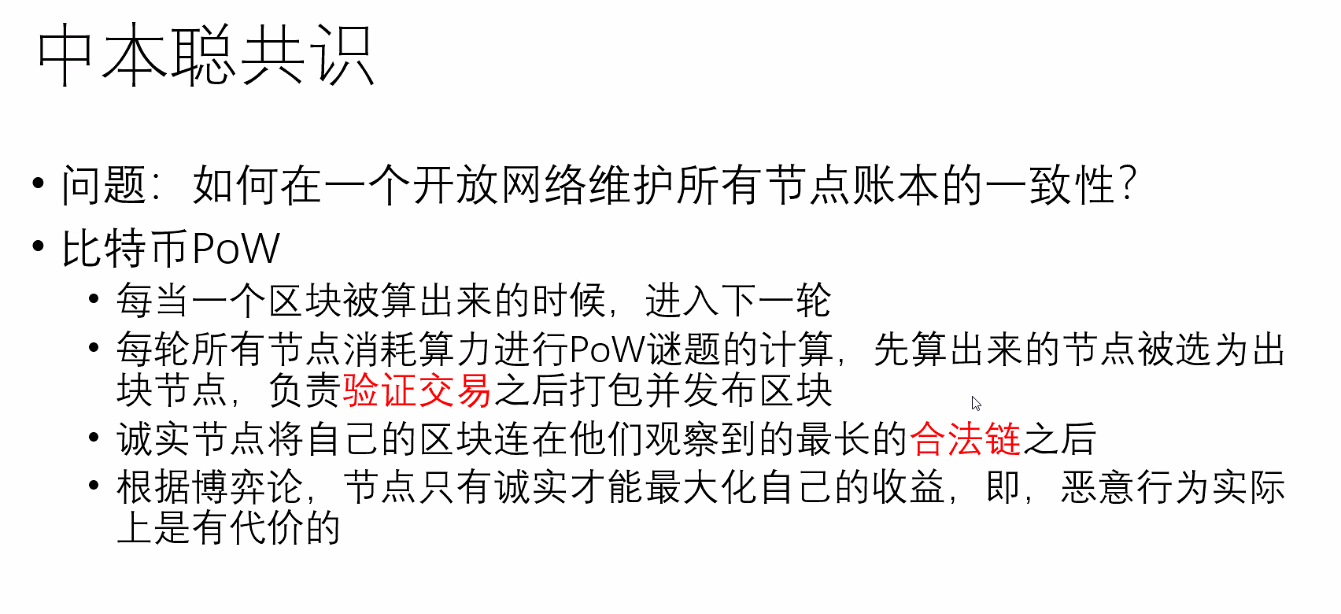 中本聪共识
• 问题：如何在一个开放网络维护所有节点账本的一致性？
• 比特币PoW
• 每当一个区块被算出来的时候，进入下一轮
• 每轮所有节点消耗算力进行PoW谜题的计算，先算出来的节点被选为出
块节点，负责验证交易之后打包并发布区块
• 诚实节点将自己的区块连在他们观察到的最长的合法链之后
• 根据博弈论，节点只有诚实才能最大化自己的收益，即，恶意行为实际
上是有代价的